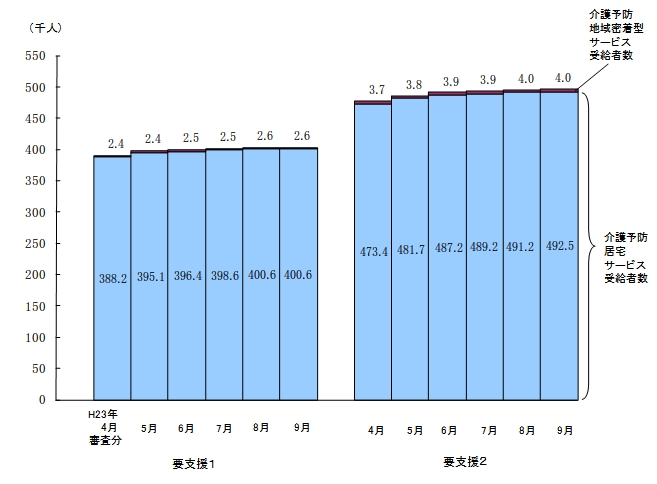 （千人）
介護予防
地域密着型
サービス
受給者数
550
500
450
400
350
300
250
200
150
100
50
0
2.4
2.4
2.5
2.5
2.6
2.6
3.7
3.8
3.9
3.9
4.0
4.0
388.2
395.1
396.4
398.6
400.6
400.6
473.4
481.7
487.2
489.2
491.2
492.5
介護予防
居宅
サービス
受給者数
H23年
4月
審査分
5月
6月
7月
8月
9月
4月
5月
6月
7月
8月
9月
要支援1
要支援2